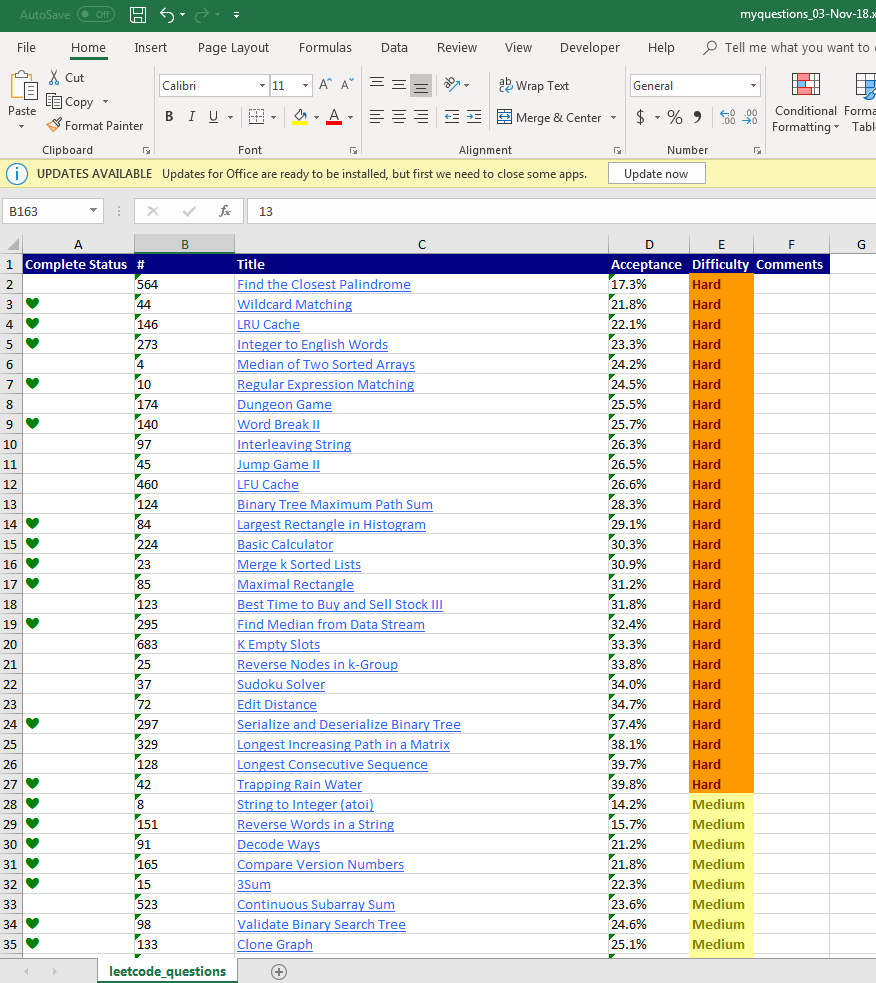 AutoSave Off myquestions_03-Nov-18.x
File Home Insert Page Layout Formulas Data Review View Developer Help Tell me what you want to
Cut
Copy
Paste
Format Painter
Clipboard
Calibri 11 A A
B I U A
Font
ab Wrap Text
Merge & Center
Alignment
General
$ % 9 .00 .0 .00
Number
Conditional Formatting
Forma
Table
UPDATES AVAILABLE Updates for Office are ready to be installed, but first we need to close some apps. Update now
B163 fx 13
A B C D E F G
1 Complete Status # Title Acceptance Difficulty Comments
2 564 Find the Closest Palindrome 17.3% Hard
3 44 Wildcard Matching 21.8% Hard
4 146 LRU Cache 22.1% Hard
5 273 Integer to English Words 23.3% Hard
6 4 Median of Two Sorted Arrays 24.2% Hard
7 10 Regular Expression Matching 24.5% Hard
8 174 Dungeon Game 25.5% Hard
9 140 Word Break II 25.7% Hard
10 97 Interleaving String 26.3% Hard
11 45 Jump Game II 26.5% Hard
12 460 LFU Cache 26.6% Hard
13 124 Binary Tree Maximum Path Sum 28.3% Hard
14 84 Largest Rectangle in Histogram 29.1% Hard
15 224 Basic Calculator 30.3% Hard
16 23 Merge k Sorted Lists 30.9% Hard
17 85 Maximal Rectangle 31.2% Hard
18 123 Best Time to Buy and Sell Stock III 31.8% Hard
19 295 Find Median from Data Stream 32.4% Hard
20 683 K Empty Slots 33.3% Hard
21 25 Reverse Nodes in k-Group 33.8% Hard
22 37 Sudoku Solver 34.0% Hard
23 72 Edit Distance 34.7% Hard
24 297 Serialize and Deserialize Binary Tree 37.4% Hard
25 329 Longest Increasing Path in a Matrix 38.1% Hard
26 128 Longest Consecutive Sequence 39.7% Hard
27 42 Trapping Rain Water 39.8% Hard
28 8 String to Integer (atoi) 14.2% Medium
29 151 Reverse Words in a String 15.7% Medium
30 91 Decode Ways 21.2% Medium
31 165 Compare Version Numbers 21.8% Medium
32 15 3Sum 22.3% Medium
33 523 Continuous Subarray Sum 23.6% Medium
34 98 Validate Binary Search Tree 24.6% Medium
35 133 Clone Graph 25.1% Medium
leetcode_questions